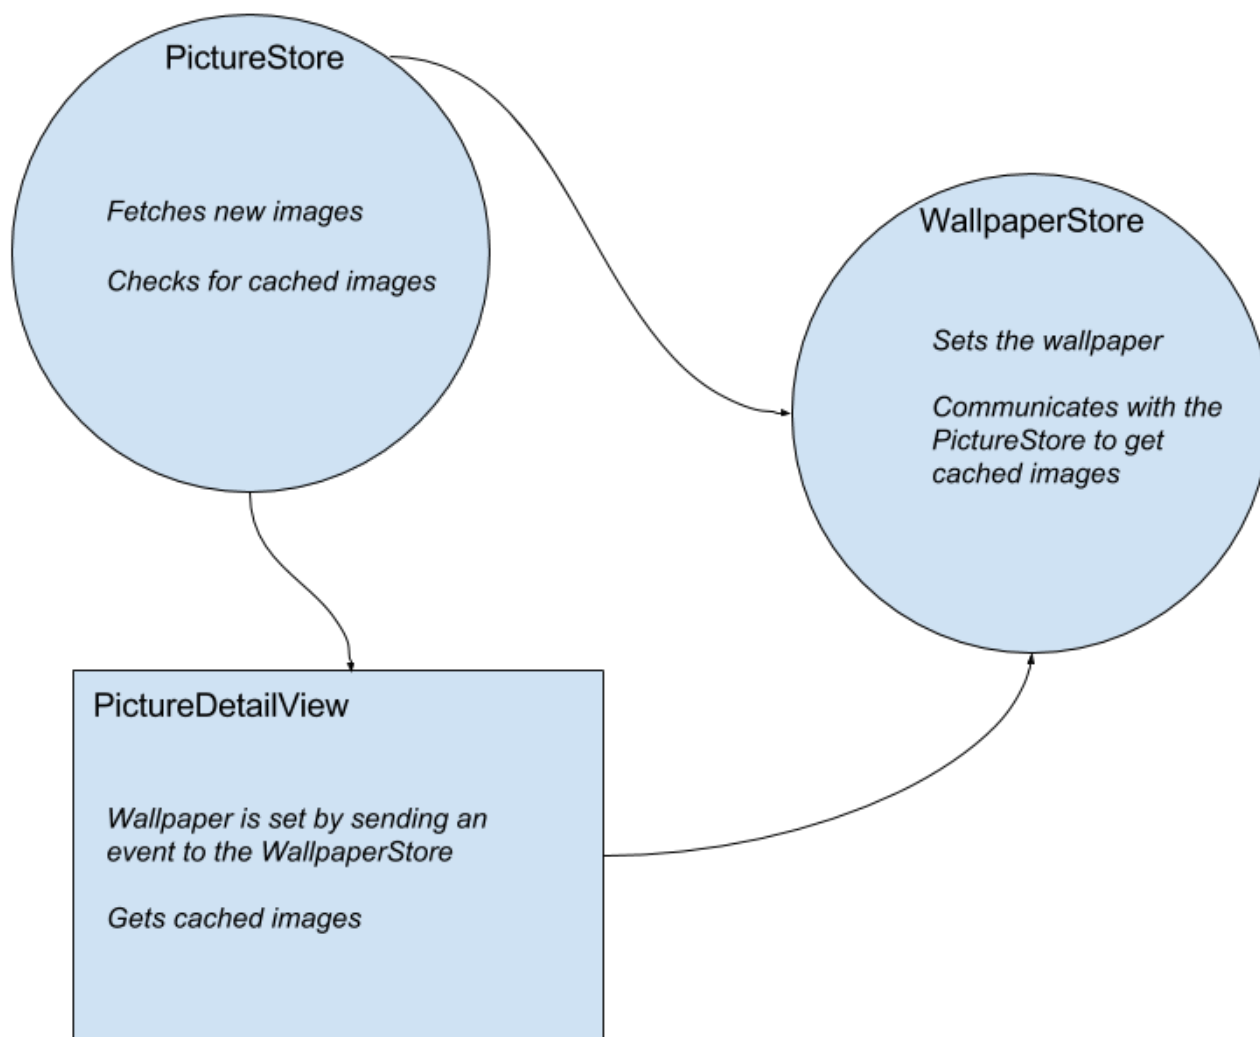 PictureStore
Fetches new images
Checks for cached images
WallpaperStore
Sets the wallpaper
Communicates with the
PictureStore to get
cached images
PictureDetailView
Wallpaper is set by sending an
event to the WallpaperStore
Gets cached images